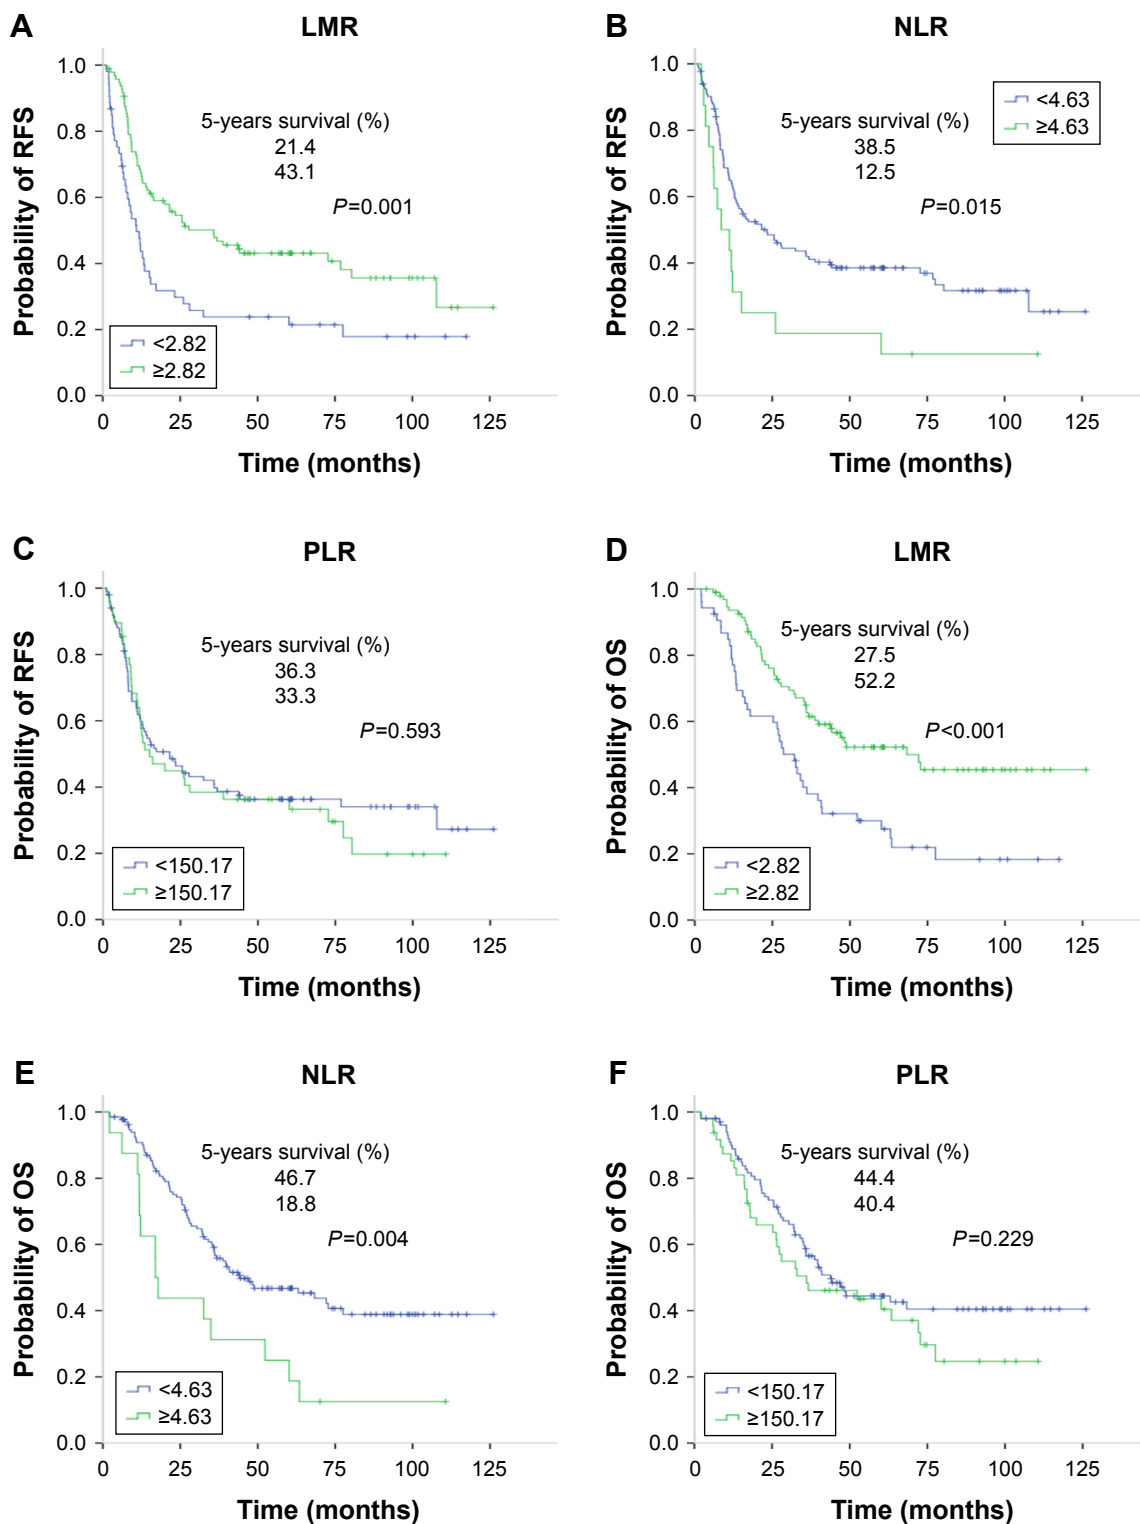 A
LMR
Probability of RFS
1.0
0.8
0.6
0.4
0.2
0.0
5-years survival (%)
21.4
43.1
P=0.001
<2.82
≥2.82
0 25 50 75 100 125
Time (months)
B
NLR
Probability of RFS
1.0
0.8
0.6
0.4
0.2
0.0
<4.63
≥4.63
5-years survival (%)
38.5
12.5
P=0.015
0 25 50 75 100 125
Time (months)
C
PLR
Probability of RFS
1.0
0.8
0.6
0.4
0.2
0.0
5-years survival (%)
36.3
33.3
P=0.593
<150.17
≥150.17
0 25 50 75 100 125
Time (months)
D
LMR
Probability of OS
1.0
0.8
0.6
0.4
0.2
0.0
5-years survival (%)
27.5
52.2
P<0.001
<2.82
≥2.82
0 25 50 75 100 125
Time (months)
E
NLR
Probability of OS
1.0
0.8
0.6
0.4
0.2
0.0
5-years survival (%)
46.7
18.8
P=0.004
<4.63
≥4.63
0 25 50 75 100 125
Time (months)
F
PLR
Probability of OS
1.0
0.8
0.6
0.4
0.2
0.0
5-years survival (%)
44.4
40.4
P=0.229
<150.17
≥150.17
0 25 50 75 100 125
Time (months)